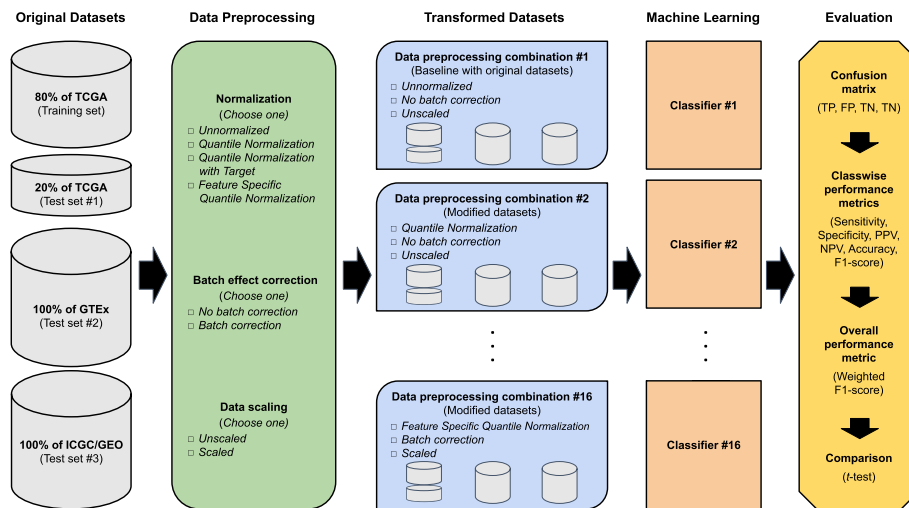 Original Datasets
Data Preprocessing
Transformed Datasets
Machine Learning
Evaluation
80% of TCGA
(Training set)
20% of TCGA
(Test set #1)
100% of GTEx
(Test set #2)
100% of ICGC/GEO
(Test set #3)
Normalization
(Choose one)
□ Unnormalized
□ Quantile Normalization
□ Quantile Normalization
with Target
□ Feature Specific
Quantile Normalization
Batch effect correction
(Choose one)
□ No batch correction
□ Batch correction
Data scaling
(Choose one)
□ Unscaled
□ Scaled
Data preprocessing combination #1
(Baseline with original datasets)
□ Unnormalized
□ No batch correction
□ Unscaled
Data preprocessing combination #2
(Modified datasets)
□ Quantile Normalization
□ No batch correction
□ Unscaled
Data preprocessing combination #16
(Modified datasets)
□ Feature Specific Quantile Normalization
□ Batch correction
□ Scaled
Classifier #1
Classifier #2
Classifier #16
Confusion
matrix
(TP, FP, TN, TN)
Classwise
performance
metrics
(Sensitivity,
Specificity, PPV,
NPV, Accuracy,
F1-score)
Overall
performance
metric
(Weighted
F1-score)
Comparison
(t-test)